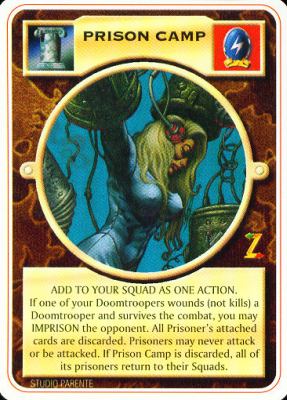 PRISON CAMP
Z
ADD TO YOUR SQUAD AS ONE ACTION.
If one of your Doomtroopers wounds (not kills) a
Doomtrooper and survives the combat, you may
IMPRISON the opponent. All Prisoner's attached
cards are discarded. Prisoners may never attack
or be attacked. If Prison Camp is discarded, all of
its prisoners return to their Squads.
STUDIO PARENTE